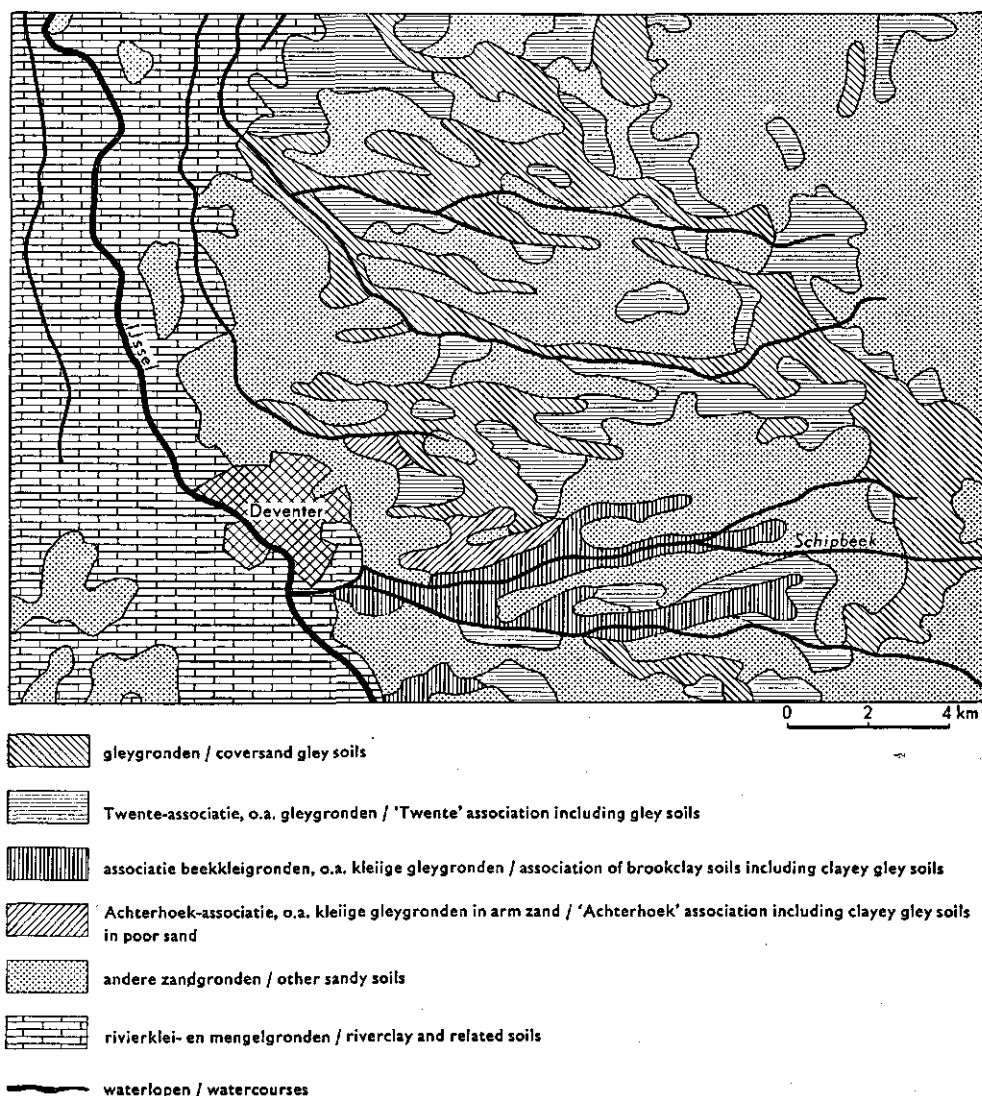 IJssel
Deventer
Schipbeek
0 2 4 km
gleygronden / coversand gley soils
Twente-associatie, o.a. gleygronden / 'Twente' association including gley soils
associatie beekkleigronden, o.a. kleiige gleygronden / association of brookclay soils including clayey gley soils
Achterhoek-associatie, o.a. kleiige gleygronden in arm zand / 'Achterhoek' association including clayey gley soils
in poor sand
andere zandgronden / other sandy soils
rivierklei- en mengelgronden / riverclay and related soils
waterlopen / watercourses